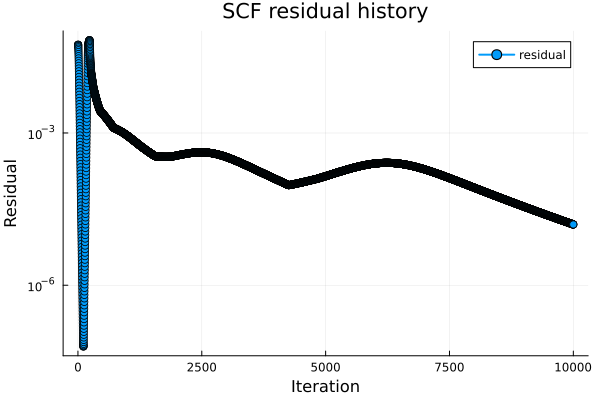 SCF residual history
residual
10⁻³
10⁻⁶
Residual
0 2500 5000 7500 10000
Iteration